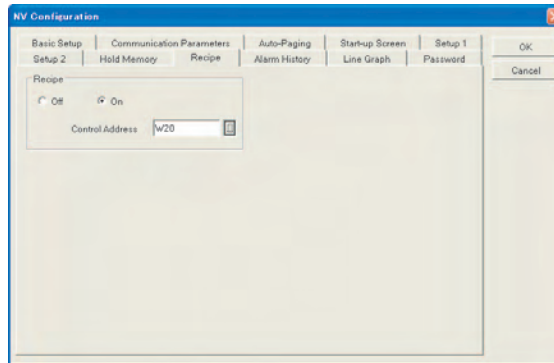 NV Configuration
Basic Setup Communication Parameters Auto-Paging Start-up Screen Setup 1
Setup 2 Hold Memory Recipe Alarm History Line Graph Password
OK
Cancel
Recipe
Off On
Control Address W20